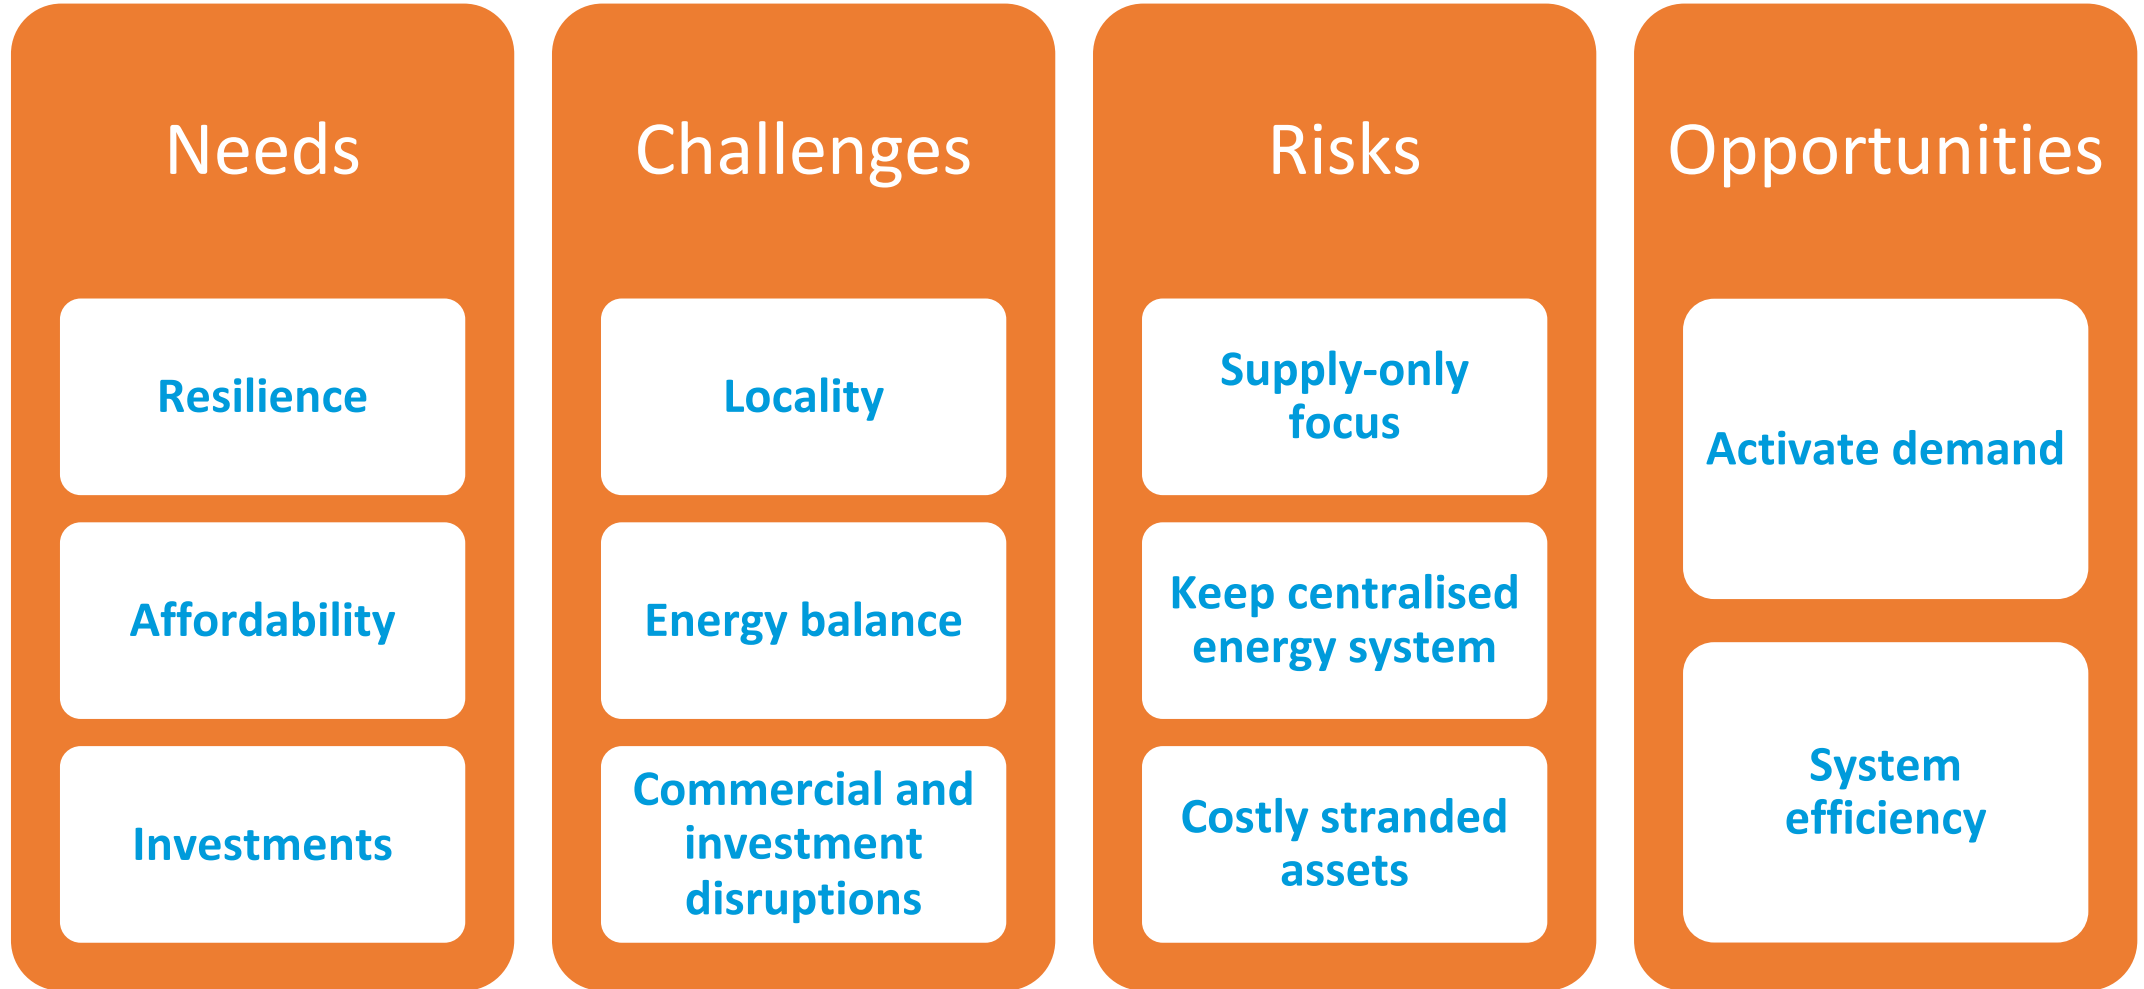 Needs
Resilience
Affordability
Investments
Challenges
Locality
Energy balance
Commercial and
investment
disruptions
Risks
Supply-only
focus
Keep centralised
energy system
Costly stranded
assets
Opportunities
Activate demand
System
efficiency